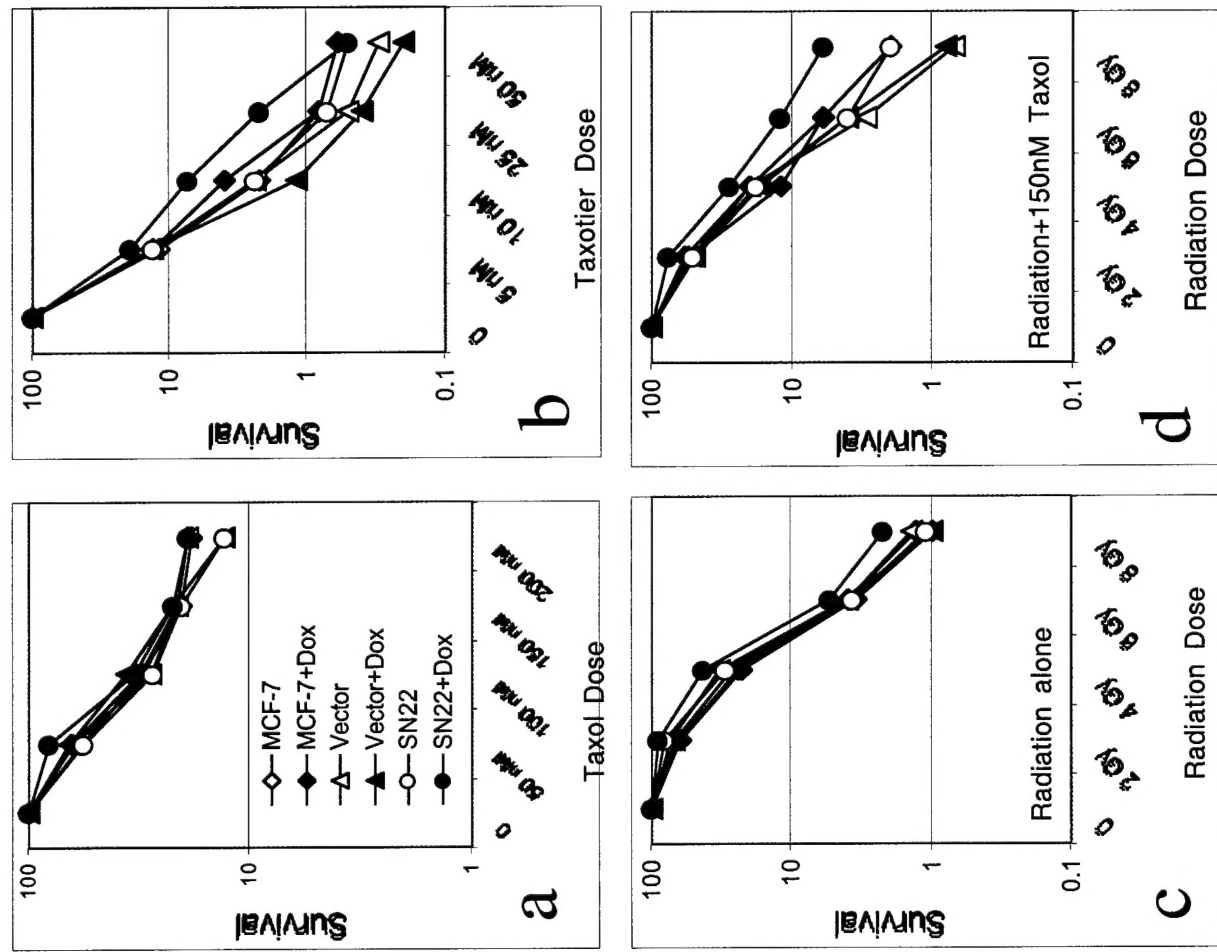 100
10
1
Survival
0
50 nM
100 nM
150 nM
200 nM
Taxol Dose
MCF-7
MCF-7+Dox
Vector
Vector+Dox
SN22
SN22+Dox
a
100
10
1
0.1
Survival
0
5 nM
10 nM
25 nM
50 nM
Taxotier Dose
b
100
10
1
0.1
Survival
Radiation alone
0
2 Gy
4 Gy
6 Gy
8 Gy
Radiation Dose
c
100
10
1
0.1
Survival
Radiation+150nM Taxol
0
2 Gy
4 Gy
6 Gy
8 Gy
Radiation Dose
d